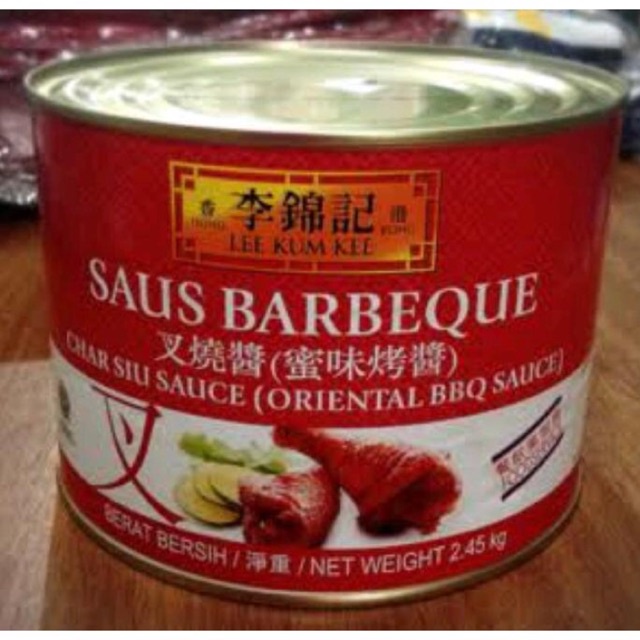 香 李錦記 港
HONG KONG
LEE KUM KEE
SAUS BARBEQUE
叉燒醬(蜜味烤醬)
CHAR SIU SAUCE (ORIENTAL BBQ SAUCE)
叉
BERAT BERSIH / 淨重 / NET WEIGHT 2.45 kg